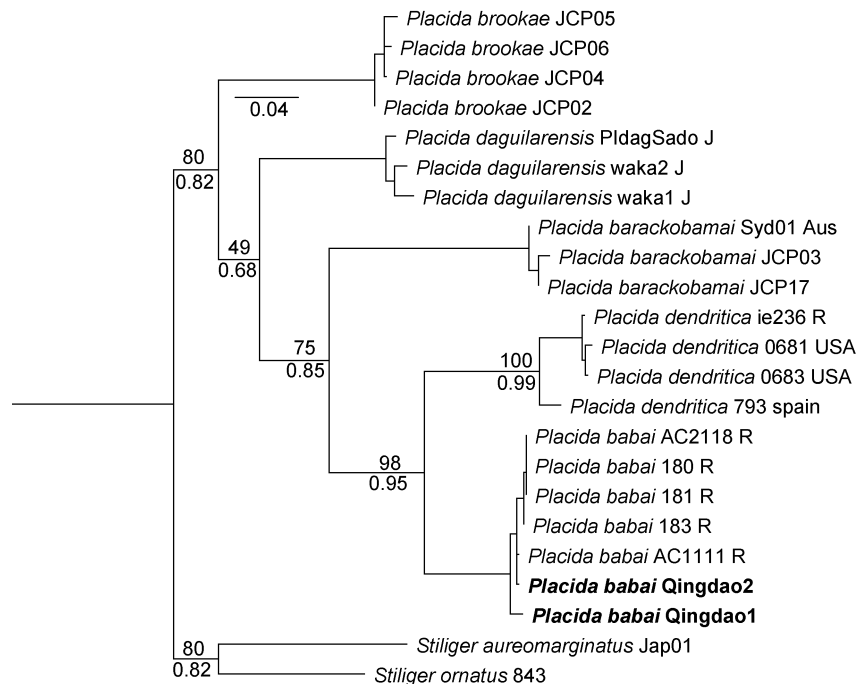 Placida brookae JCP05
Placida brookae JCP06
Placida brookae JCP04
0.04
Placida brookae JCP02
Placida daguilarensis PldagSado J
80
0.82
Placida daguilarensis waka2 J
Placida daguilarensis waka1 J
Placida barackobamai Syd01 Aus
49
0.68
Placida barackobamai JCP03
Placida barackobamai JCP17
Placida dendritica ie236 R
75
0.85
Placida dendritica 0681 USA
100
0.99
Placida dendritica 0683 USA
Placida dendritica 793 spain
Placida babai AC2118 R
98
0.95
Placida babai 180 R
Placida babai 181 R
Placida babai 183 R
Placida babai AC1111 R
Placida babai Qingdao2
Placida babai Qingdao1
80
0.82
Stiliger aureomarginatus Jap01
Stiliger ornatus 843